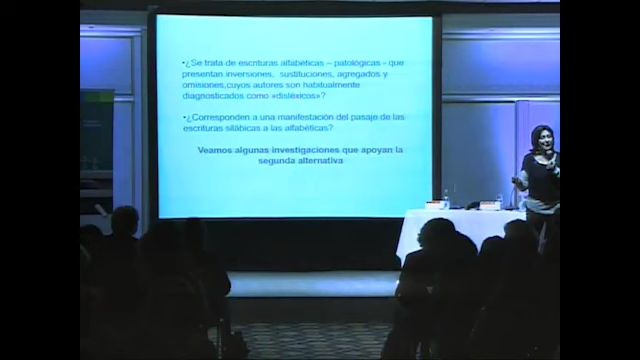 •¿Se trata de escrituras alfabéticas – patológicas - que
presentan inversiones, sustituciones, agregados y
omisiones,cuyos autores son habitualmente
diagnosticados como «disléxicos»?
•¿Corresponden a una manifestación del pasaje de las
escrituras silábicas a las alfabéticas?
Veamos algunas investigaciones que apoyan la
segunda alternativa